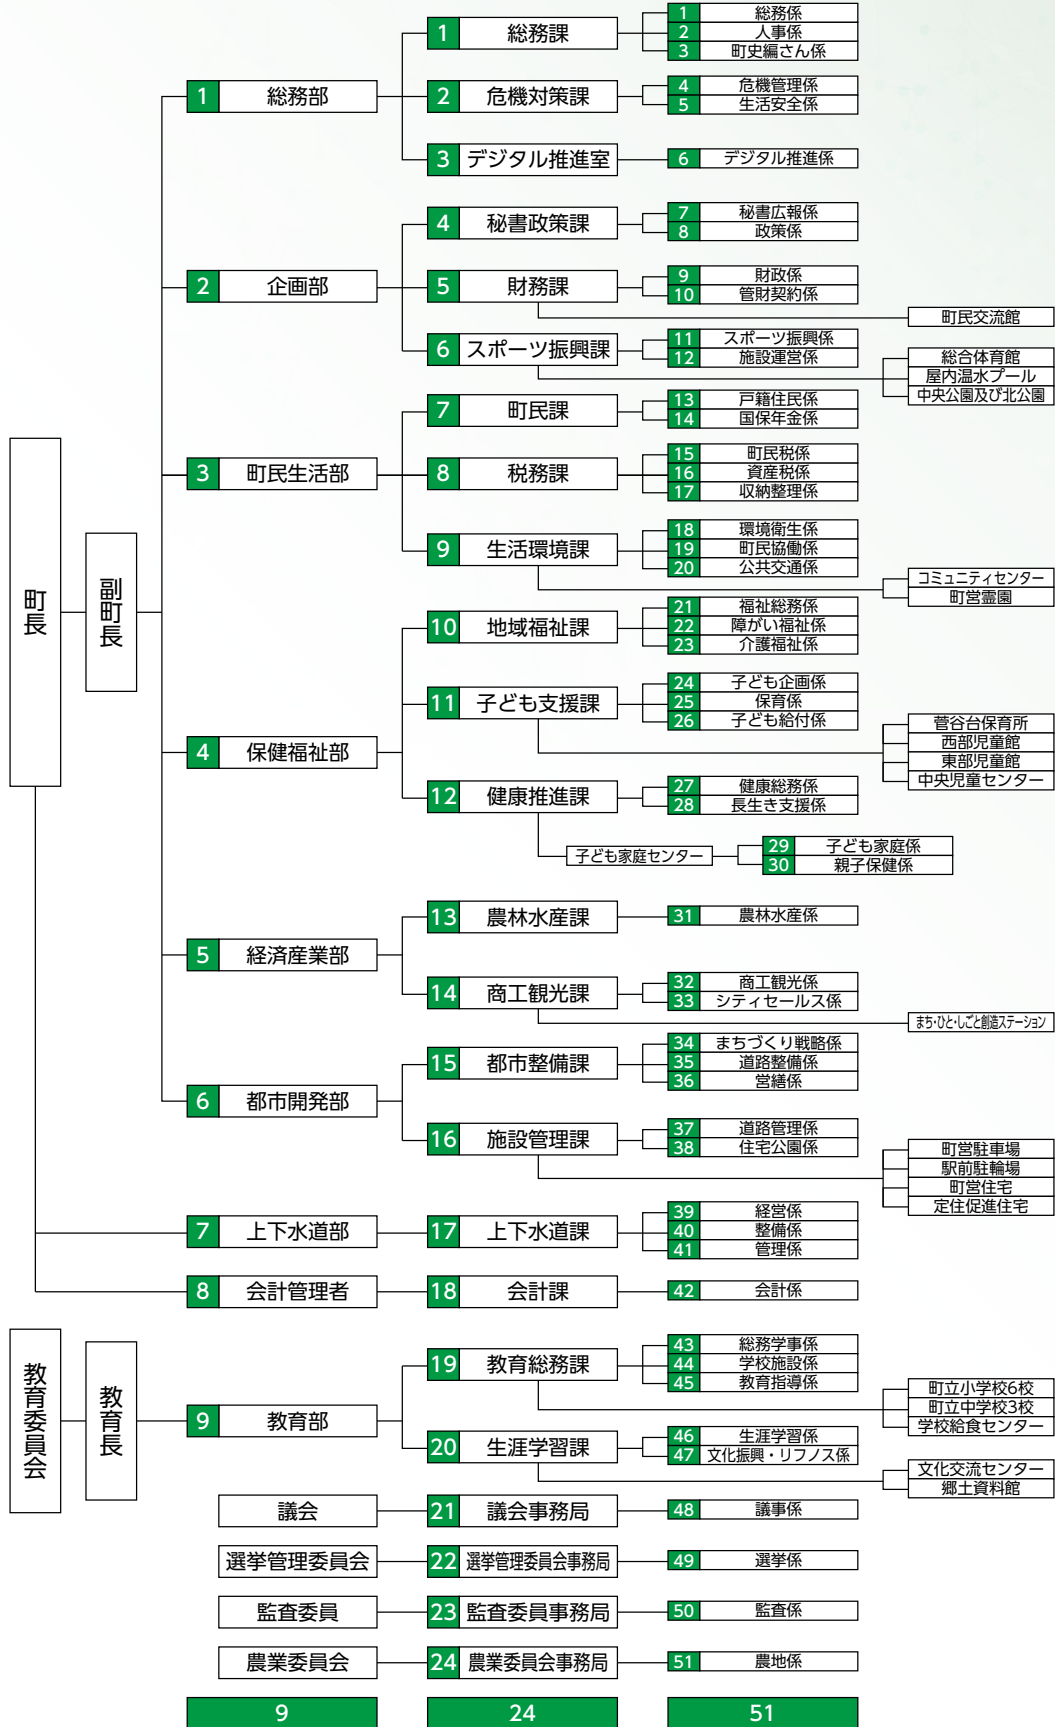 町長
副町長
1 総務部
1 総務課
1 総務係
2 人事係
3 町史編さん係
2 危機対策課
4 危機管理係
5 生活安全係
3 デジタル推進室
6 デジタル推進係
2 企画部
4 秘書政策課
7 秘書広報係
8 政策係
5 財務課
9 財政係
10 管財契約係
町民交流館
6 スポーツ振興課
11 スポーツ振興係
12 施設運営係
総合体育館
屋内温水プール
中央公園及び北公園
3 町民生活部
7 町民課
13 戸籍住民係
14 国保年金係
8 税務課
15 町民税係
16 資産税係
17 収納整理係
9 生活環境課
18 環境衛生係
19 町民協働係
20 公共交通係
コミュニティセンター
町営霊園
4 保健福祉部
10 地域福祉課
21 福祉総務係
22 障がい福祉係
23 介護福祉係
11 子ども支援課
24 子ども企画係
25 保育係
26 子ども給付係
菅谷台保育所
西部児童館
東部児童館
中央児童センター
12 健康推進課
27 健康総務係
28 長生き支援係
子ども家庭センター
29 子ども家庭係
30 親子保健係
5 経済産業部
13 農林水産課
31 農林水産係
14 商工観光課
32 商工観光係
33 シティセールス係
まち・ひと・しごと創造ステーション
6 都市開発部
15 都市整備課
34 まちづくり戦略係
35 道路整備係
36 営繕係
16 施設管理課
37 道路管理係
38 住宅公園係
町営駐車場
駅前駐輪場
町営住宅
定住促進住宅
7 上下水道部
17 上下水道課
39 経営係
40 整備係
41 管理係
8 会計管理者
18 会計課
42 会計係
教育委員会
教育長
9 教育部
19 教育総務課
43 総務学事係
44 学校施設係
45 教育指導係
町立小学校6校
町立中学校3校
学校給食センター
20 生涯学習課
46 生涯学習係
47 文化振興・リフノス係
文化交流センター
郷土資料館
議会
21 議会事務局
48 議事係
選挙管理委員会
22 選挙管理委員会事務局
49 選挙係
監査委員
23 監査委員事務局
50 監査係
農業委員会
24 農業委員会事務局
51 農地係
9
24
51